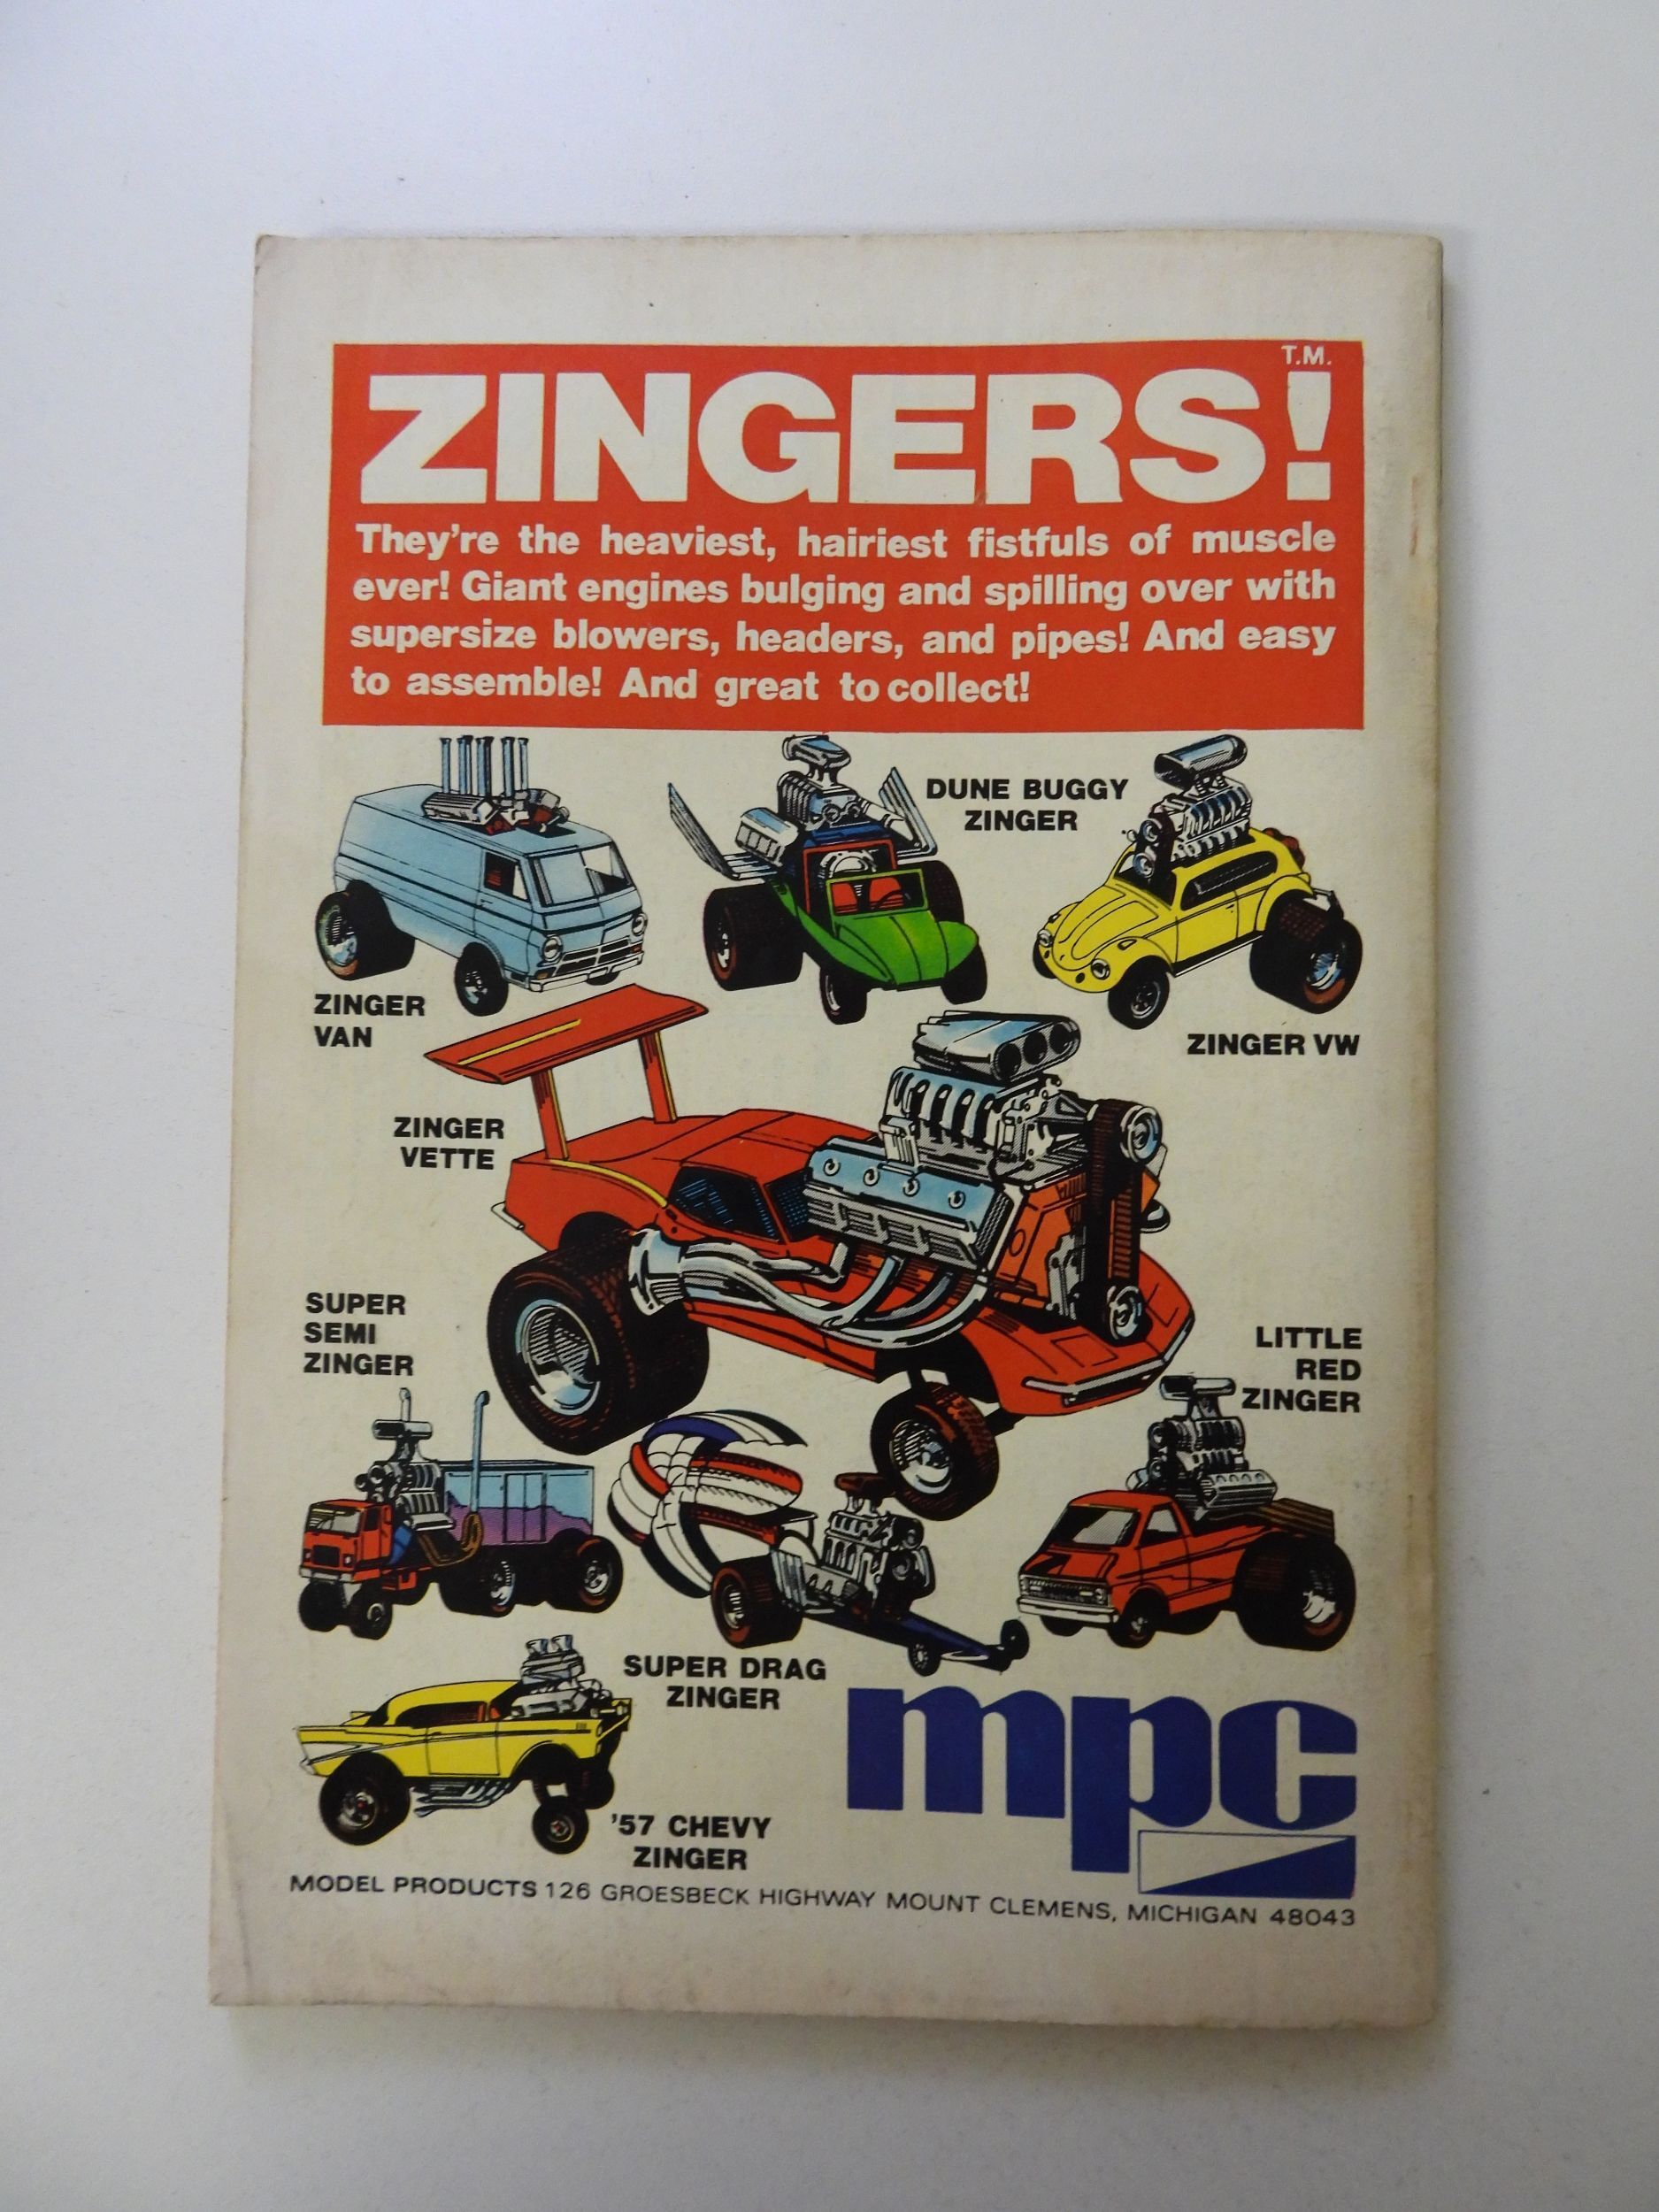 T.M.
ZINGERS!
They're the heaviest, hairiest fistfuls of muscle
ever! Giant engines bulging and spilling over with
supersize blowers, headers, and pipes! And easy
to assemble! And great to collect!
DUNE BUGGY
ZINGER
ZINGER
VAN
ZINGER VW
ZINGER
VETTE
SUPER
SEMI
ZINGER
LITTLE
RED
ZINGER
SUPER DRAG
ZINGER
'57 CHEVY
ZINGER
mpc
MODEL PRODUCTS 126 GROESBECK HIGHWAY MOUNT CLEMENS, MICHIGAN 48043